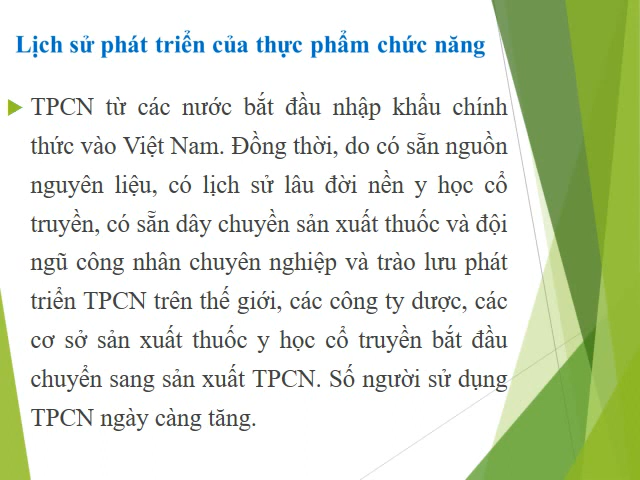 Lịch sử phát triển của thực phẩm chức năng
TPCN từ các nước bắt đầu nhập khẩu chính
thức vào Việt Nam. Đồng thời, do có sẵn nguồn
nguyên liệu, có lịch sử lâu đời nền y học cổ
truyền, có sẵn dây chuyền sản xuất thuốc và đội
ngũ công nhân chuyên nghiệp và trào lưu phát
triển TPCN trên thế giới, các công ty dược, các
cơ sở sản xuất thuốc y học cổ truyền bắt đầu
chuyển sang sản xuất TPCN. Số người sử dụng
TPCN ngày càng tăng.